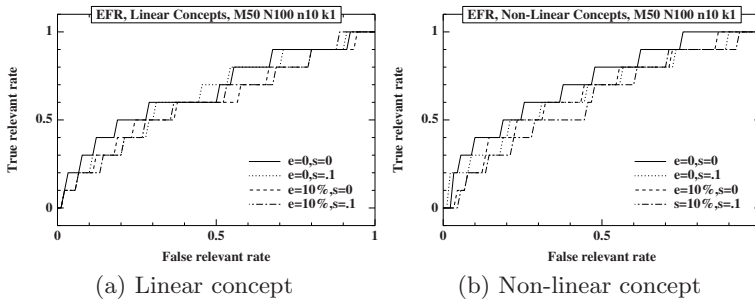 EFR, Linear Concepts, M50 N100 n10 k1
1
0.5
0
True relevant rate
e=0,s=0
e=0,s=.1
e=10%,s=0
e=10%,s=.1
0
0.5
1
False relevant rate
(a) Linear concept
EFR, Non-Linear Concepts, M50 N100 n10 k1
1
0.5
0
True relevant rate
e=0,s=0
e=0,s=.1
e=10%,s=0
s=10%,s=.1
0
0.5
False relevant rate
(b) Non-linear concept